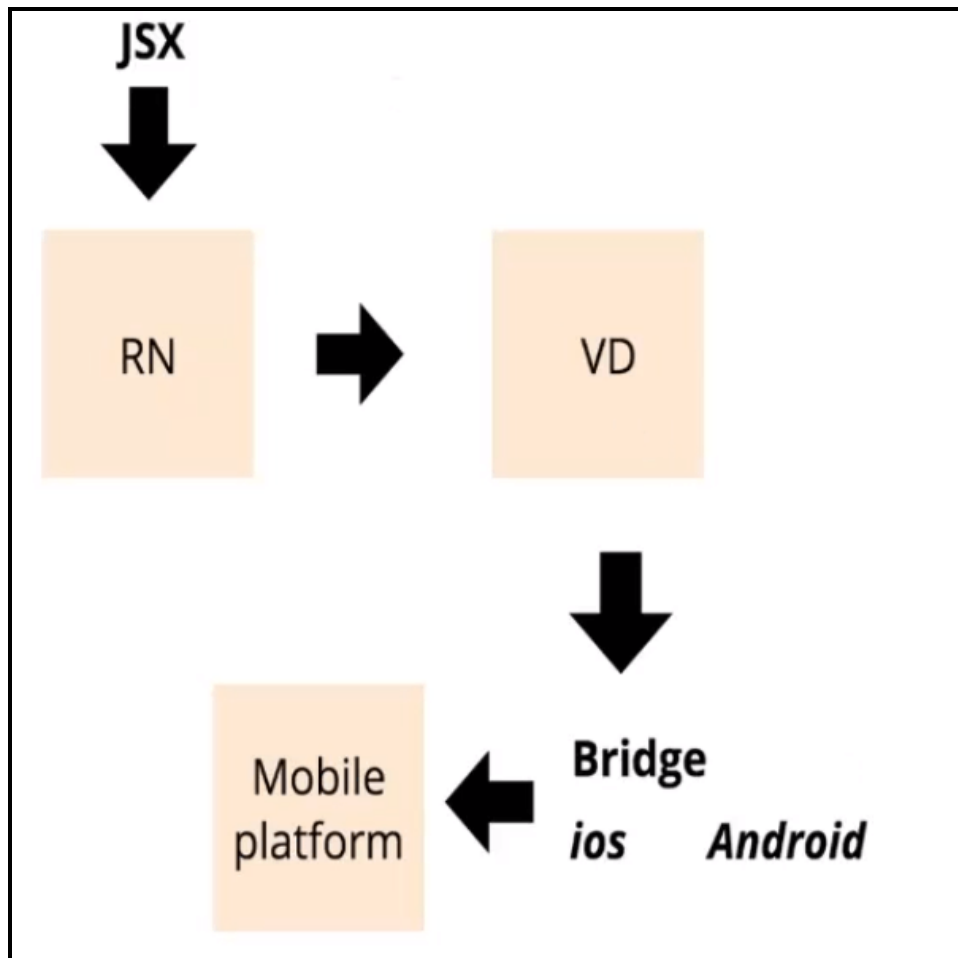 JSX
RN
VD
Bridge
ios Android
Mobile
platform